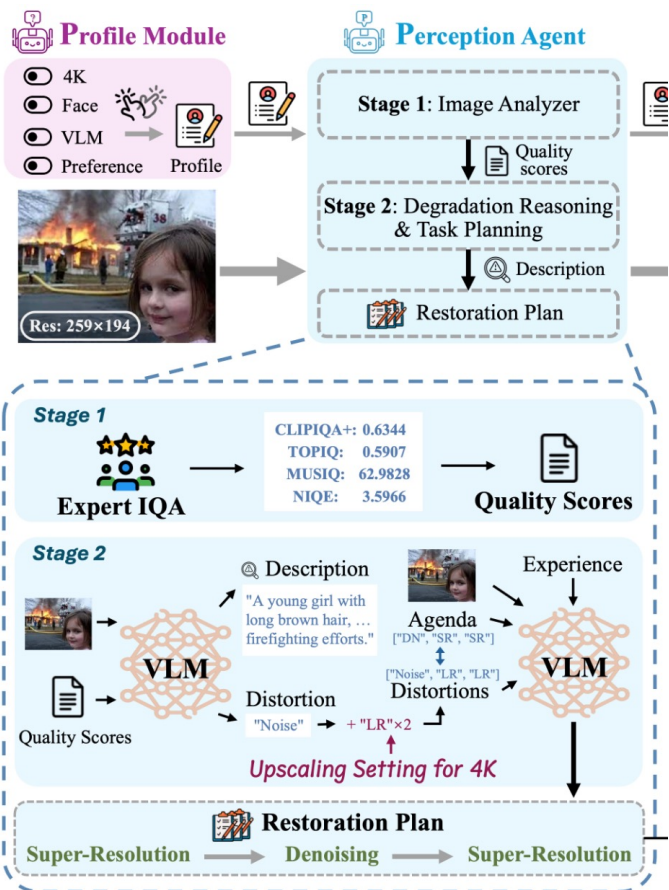 Profile Module
Perception Agent
4K
Face
VLM
Preference
Profile
Stage 1: Image Analyzer
Quality
scores
Stage 2: Degradation Reasoning
& Task Planning
Description
Restoration Plan
38
Res: 259×194
Stage 1
Expert IQA
CLIPIQA+: 0.6344
TOPIQ: 0.5907
MUSIQ: 62.9828
NIQE: 3.5966
Quality Scores
Stage 2
VLM
Quality Scores
Description
"A young girl with
long brown hair, ...
firefighting efforts."
Distortion
"Noise"
+ "LR"×2
Upscaling Setting for 4K
Experience
Agenda
["DN", "SR", "SR"]
["Noise", "LR", "LR"]
Distortions
VLM
Restoration Plan
Super-Resolution
Denoising
Super-Resolution